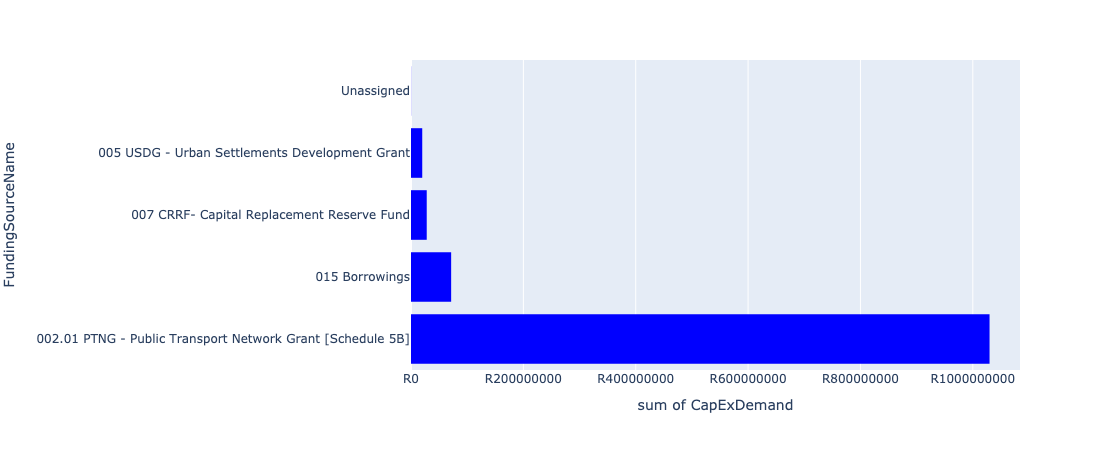 Unassigned
005 USDG - Urban Settlements Development Grant
007 CRRF- Capital Replacement Reserve Fund
015 Borrowings
002.01 PTNG - Public Transport Network Grant [Schedule 5B]
FundingSourceName
R0 R200000000 R400000000 R600000000 R800000000 R1000000000
sum of CapExDemand